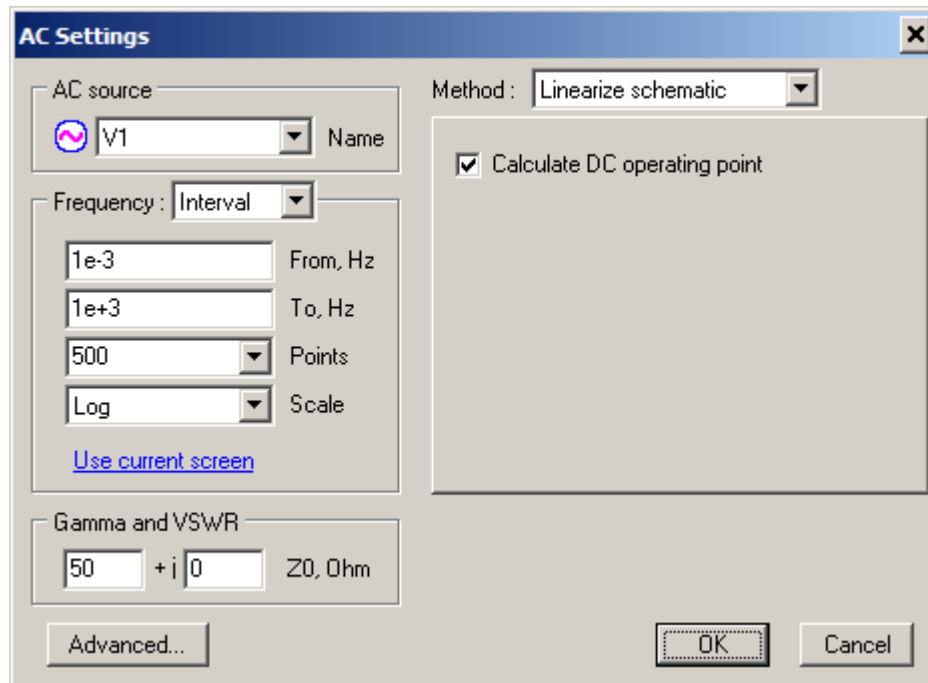 AC Settings
AC source
V1 Name
Frequency : Interval
1e-3 From, Hz
1e+3 To, Hz
500 Points
Log Scale
Use current screen
Gamma and VSWR
50 + j 0 Z0, Ohm
Advanced...
Method : Linearize schematic
Calculate DC operating point
OK Cancel